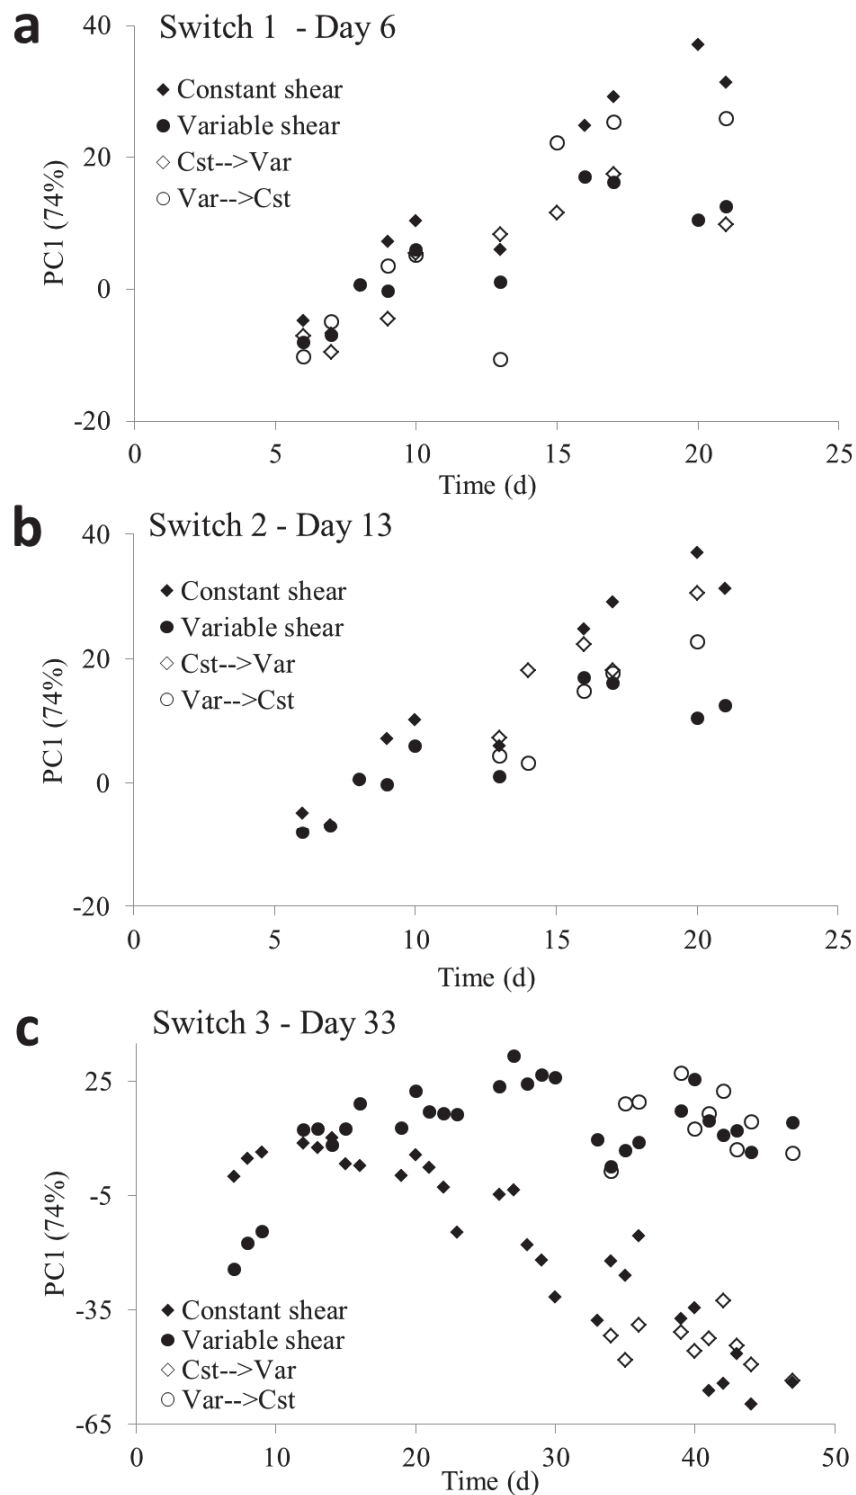 a
Switch 1 - Day 6
40
20
0
-20
PC1 (74%)
Constant shear
Variable shear
Cst-->Var
Var-->Cst
0 5 10 15 20 25
Time (d)
b
Switch 2 - Day 13
40
20
0
-20
PC1 (74%)
Constant shear
Variable shear
Cst-->Var
Var-->Cst
0 5 10 15 20 25
Time (d)
c
Switch 3 - Day 33
25
-5
-35
-65
PC1 (74%)
Constant shear
Variable shear
Cst-->Var
Var-->Cst
0 10 20 30 40 50
Time (d)